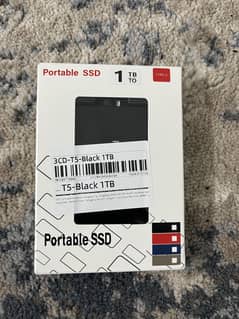 Portable SSD
1 TB
TO
3CD-T5-Black 1TB
T5-Black 1TB
Portable SSD